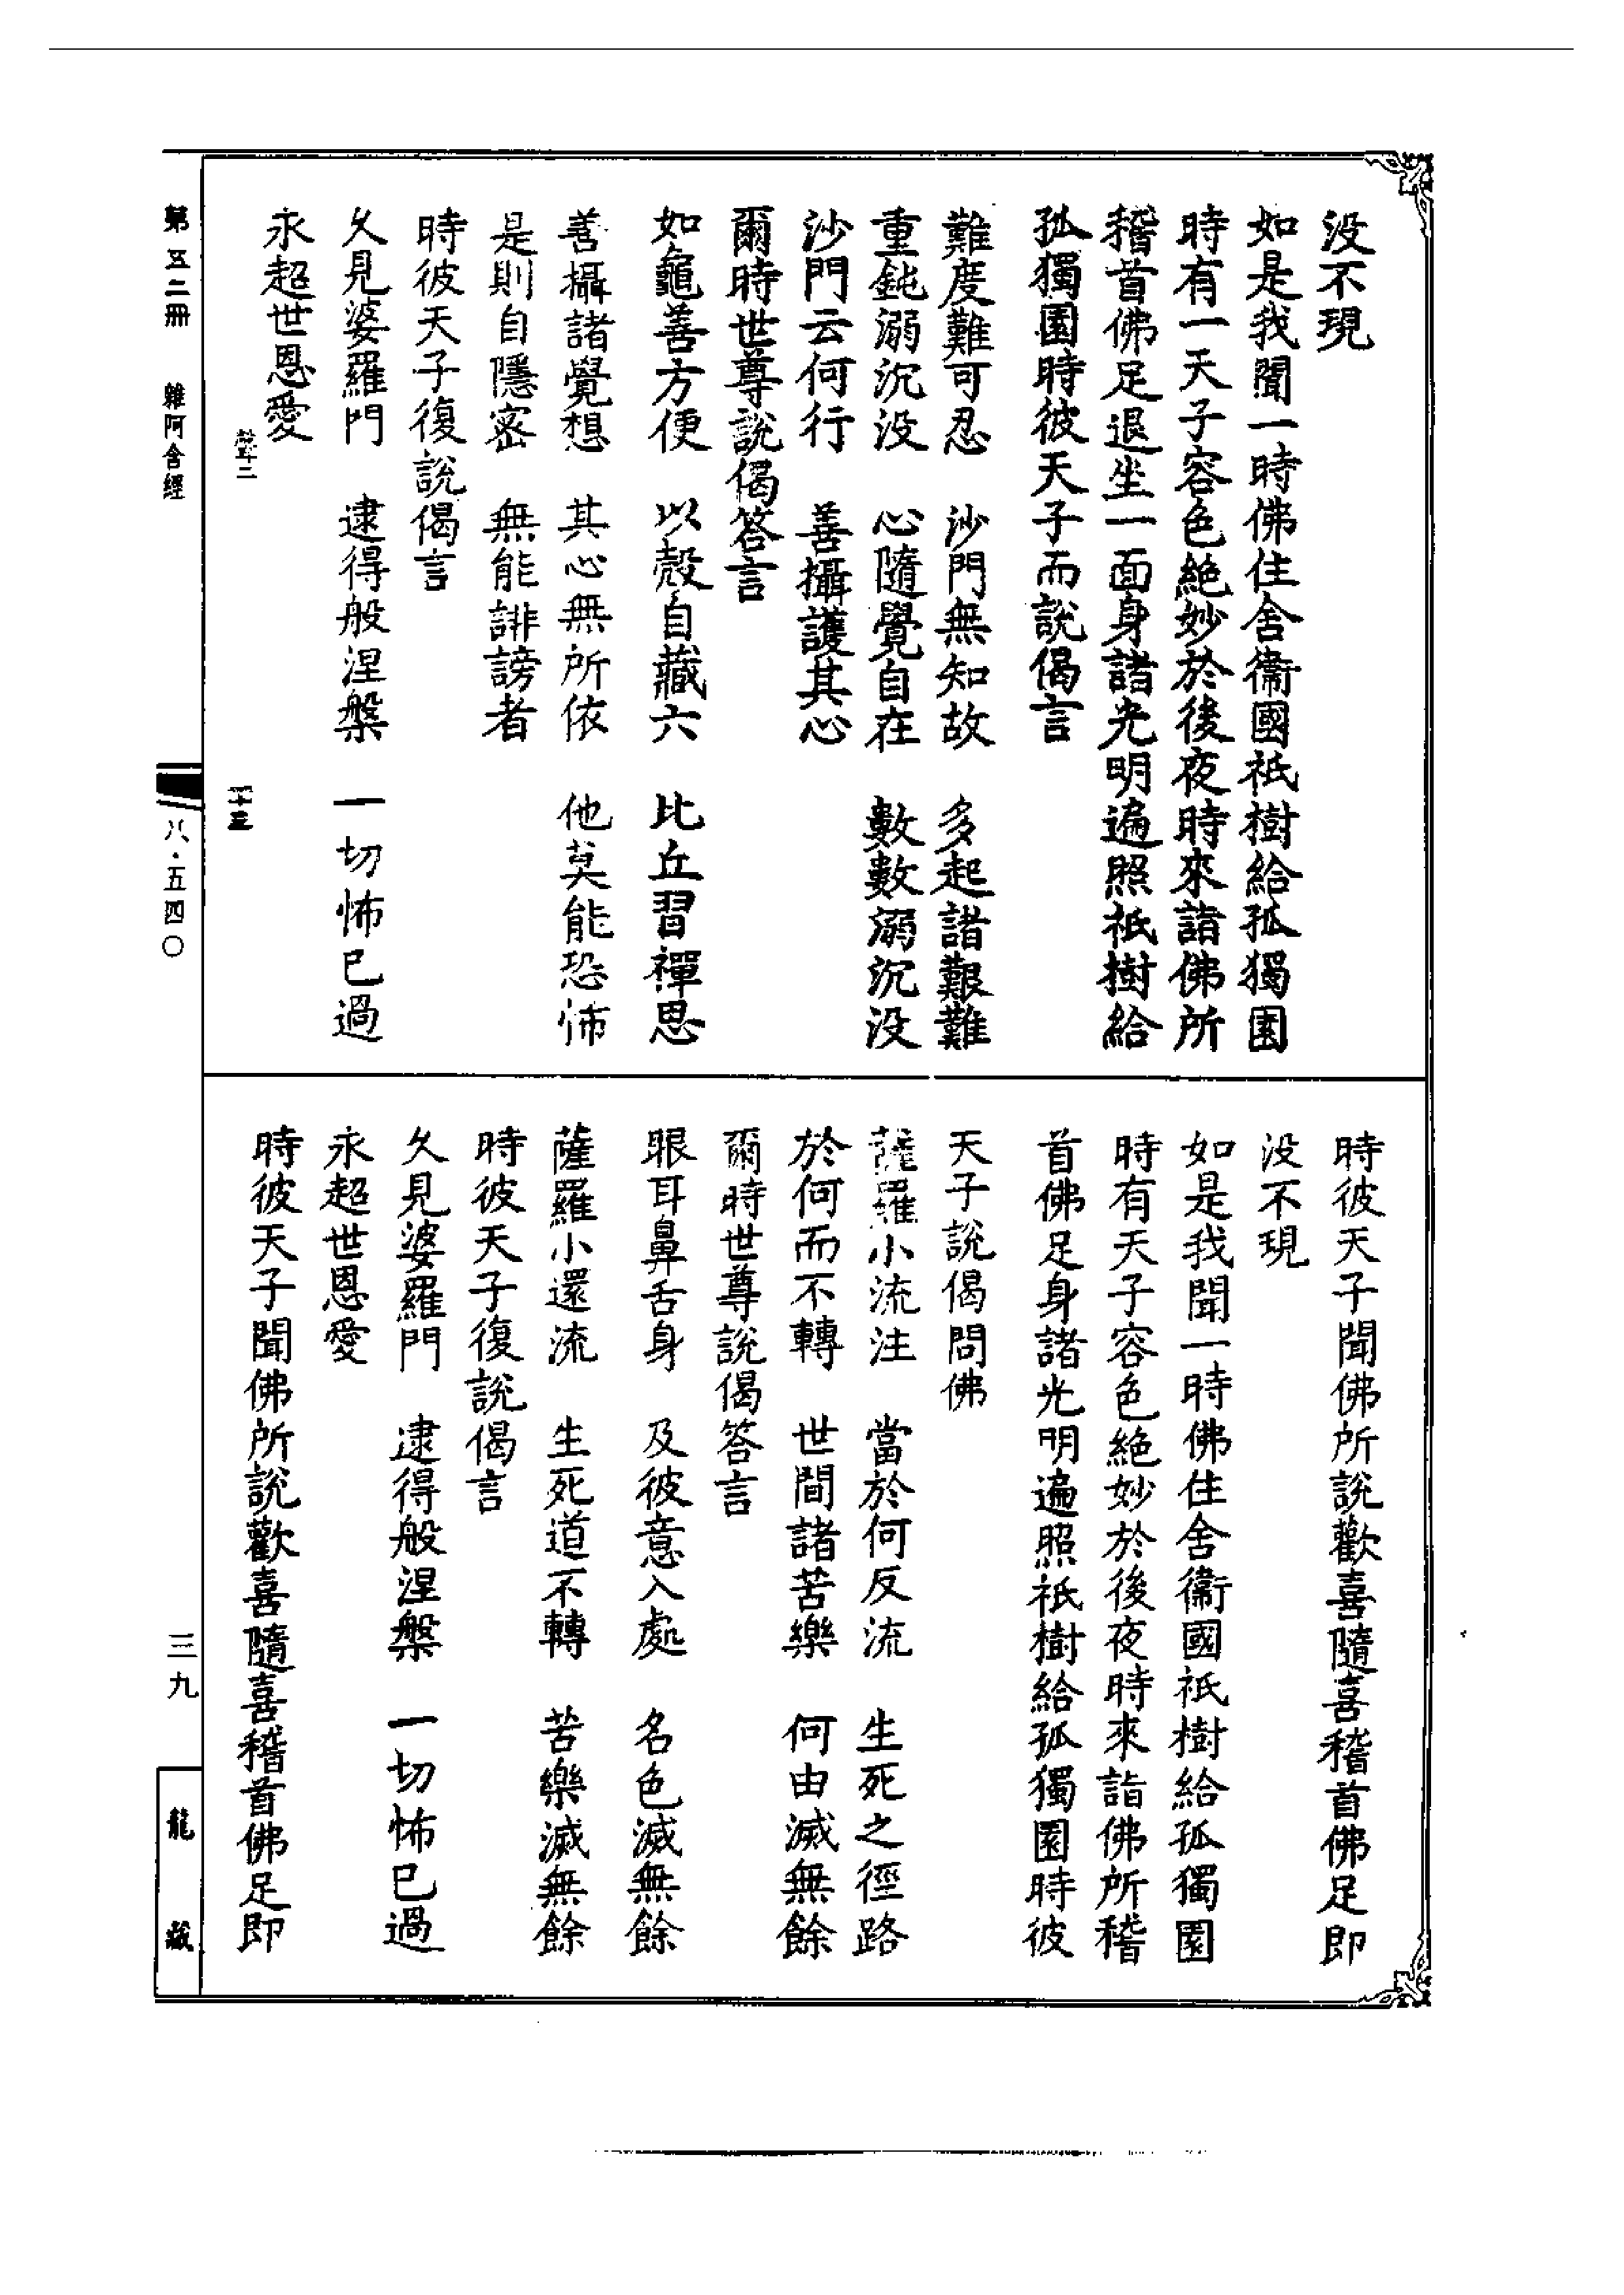 没不現
如是我聞一時佛住舍衞國祇樹給孤獨園
時有一天子容色絶妙於後夜時來詣佛所
稽首佛足退坐一面身諸光明遍照祇樹給
孤獨園時彼天子而說偈言
難度難可忍　沙門無知故　多起諸艱難
重鈍溺沉没　心隨覺自在　數數溺沉没
沙門云何行　善攝護其心
爾時世尊說偈答言
如龜善方便　以殼自藏六　比丘習禪思
善攝諸覺想　其心無所依　他莫能恐怖
是則自隱密　無能誹謗者
時彼天子復說偈言
久見婆羅門　逮得般涅槃　一切怖已過
永超世恩愛
時彼天子聞佛所說歡喜隨喜稽首佛足即
没不現
如是我聞一時佛住舍衞國祇樹給孤獨園
時有天子容色絶妙於後夜時來詣佛所稽
首佛足身諸光明遍照祇樹給孤獨園時彼
天子說偈問佛
薩羅小流注　當於何反流　生死之徑路
於何而不轉　世間諸苦樂　何由滅無餘
爾時世尊說偈答言
眼耳鼻舌身　及彼意入處　名色滅無餘
薩羅小還流　生死道不轉　苦樂滅無餘
時彼天子復說偈言
久見婆羅門　逮得般涅槃　一切怖已過
永超世恩愛
時彼天子聞佛所說歡喜隨喜稽首佛足即
第五二冊　雜阿含經　八·五四〇　三九　龍藏